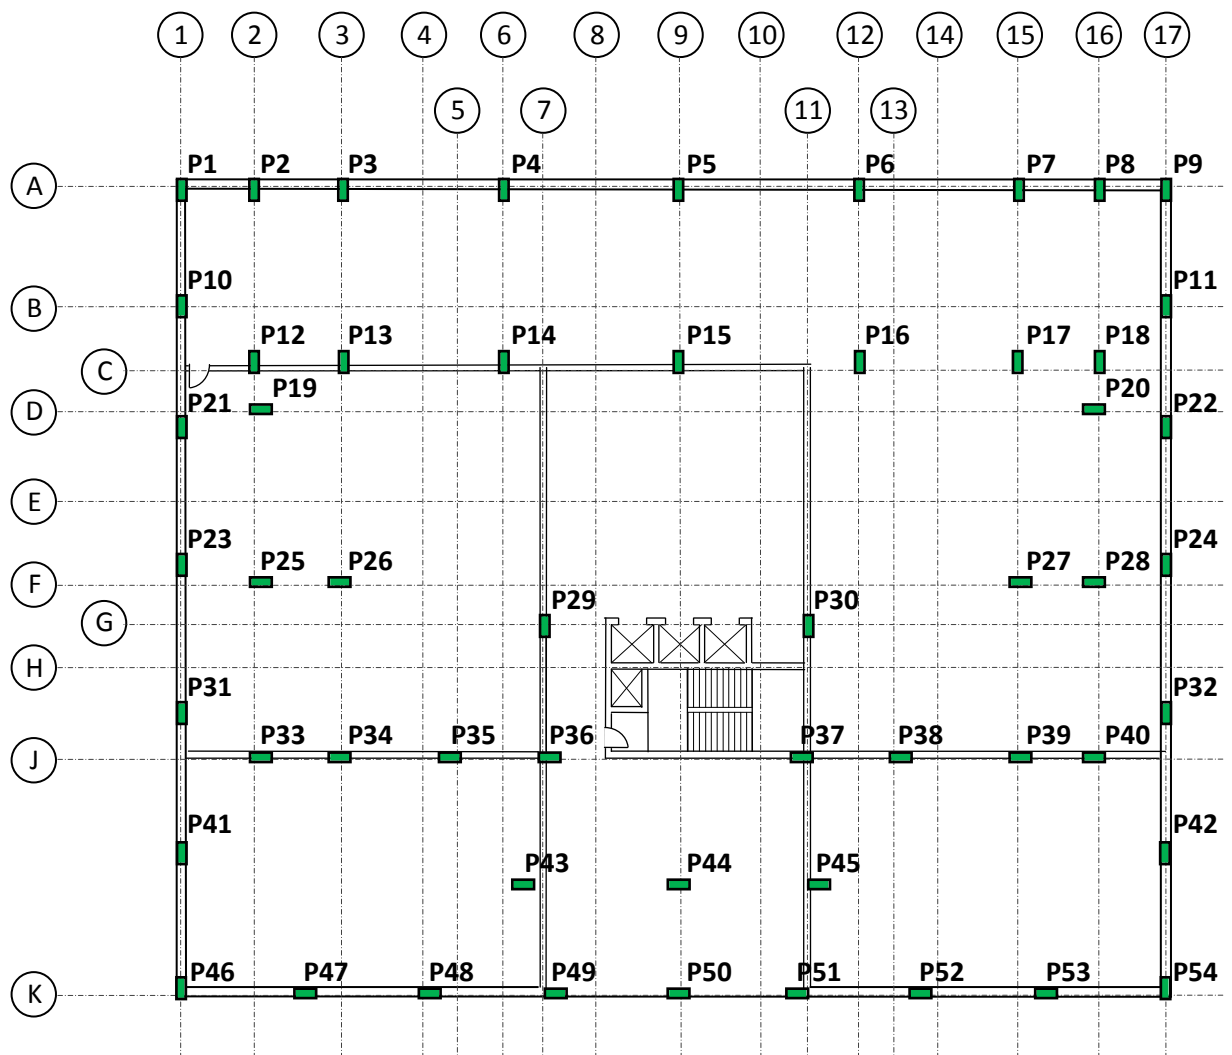 1 2 3 4 6 8 9 10 12 14 15 16 17
5 7 11 13
A P1 P2 P3 P4 P5 P6 P7 P8 P9
B P10 P11
P12 P13 P14 P15 P16 P17 P18
C
P19 P20
D P21 P22
E
P23 P24
F P25 P26 P27 P28
G P29 P30
H
P31 P32
J P33 P34 P35 P36 P37 P38 P39 P40
P41 P42
P43 P44 P45
K P46 P47 P48 P49 P50 P51 P52 P53 P54